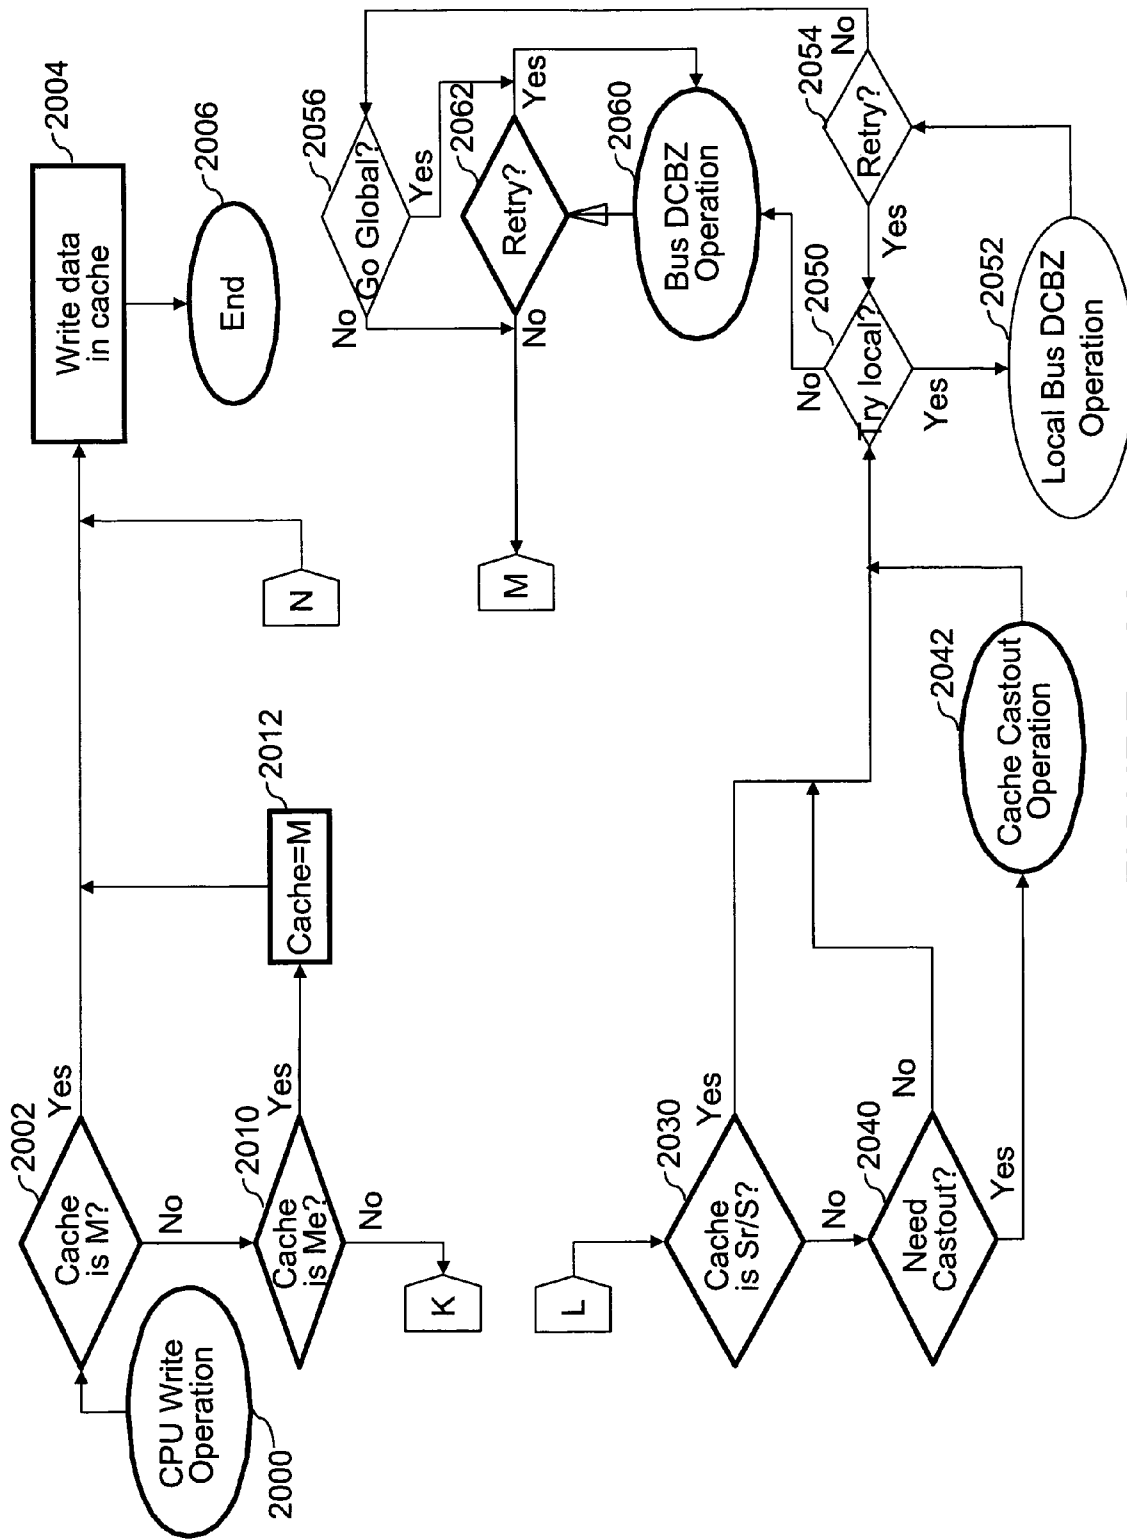 CPU Write
Operation
2000
Cache
is M?
2002
Yes
No
Write data
in cache
2004
End
2006
Cache
is Me?
2010
Yes
No
Cache=M
2012
N
K
L
M
Go Global?
2056
No
Yes
Retry?
2062
No
Yes
Bus DCBZ
Operation
2060
Cache
is Sr/S?
2030
Yes
No
Need
Castout?
2040
No
Yes
Cache Castout
Operation
2042
Try local?
2050
No
Yes
Retry?
2054
No
Yes
Local Bus DCBZ
Operation
2052